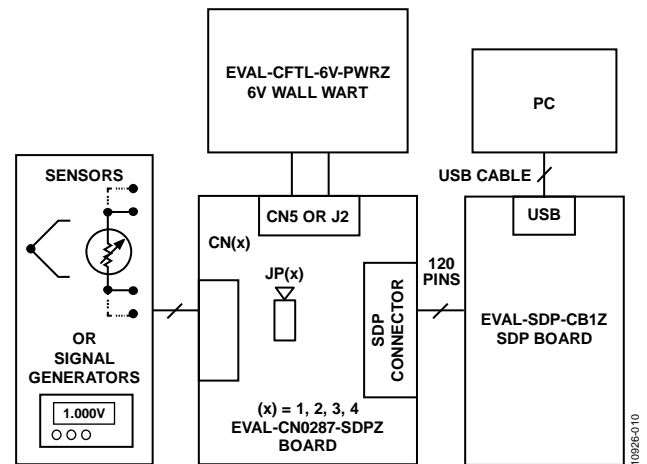 EVAL-CFTL-6V-PWRZ
6V WALL WART
PC
SENSORS
USB CABLE
CN5 OR J2
USB
CN(x)
JP(x)
120
PINS
SDP
CONNECTOR
EVAL-SDP-CB1Z
SDP BOARD
OR
SIGNAL
GENERATORS
1.000V
(x) = 1, 2, 3, 4
EVAL-CN0287-SDPZ
BOARD
10926-010